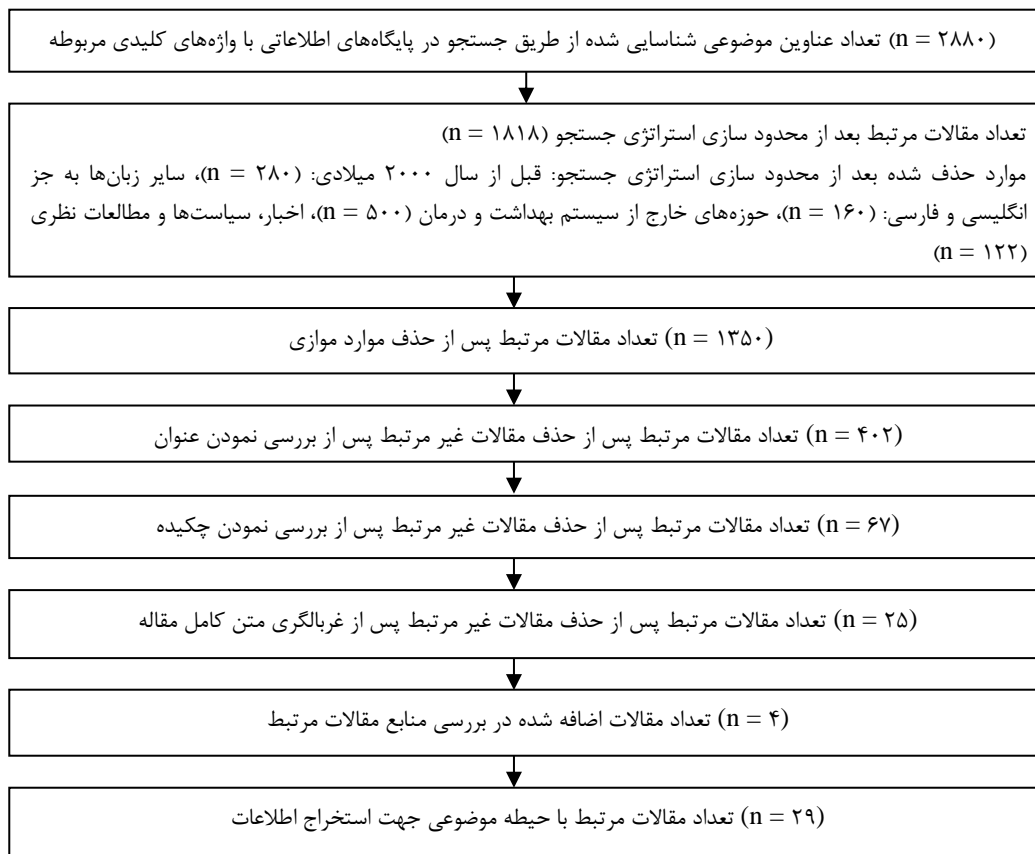 تعداد عناوین موضوعی شناسایی شده از طریق جستجو در پایگاه‌های اطلاعاتی با واژه‌های کلیدی مربوطه (n = ۲۸۸۰)
تعداد مقالات مرتبط بعد از محدود سازی استراتژی جستجو (n = ۱۸۱۸)
موارد حذف شده بعد از محدود سازی استراتژی جستجو: قبل از سال ۲۰۰۰ میلادی: (n = ۲۸۰)، سایر زبان‌ها به جز
انگلیسی و فارسی: (n = ۱۶۰)، حوزه‌های خارج از سیستم بهداشت و درمان (n = ۵۰۰)، اخبار، سیاست‌ها و مطالعات نظری
(n = ۱۲۲)
تعداد مقالات مرتبط پس از حذف موارد موازی (n = ۱۳۵۰)
تعداد مقالات مرتبط پس از حذف مقالات غیر مرتبط پس از بررسی نمودن عنوان (n = ۴۰۲)
تعداد مقالات مرتبط پس از حذف مقالات غیر مرتبط پس از بررسی نمودن چکیده (n = ۶۷)
تعداد مقالات مرتبط پس از حذف مقالات غیر مرتبط پس از غربالگری متن کامل مقاله (n = ۲۵)
تعداد مقالات اضافه شده در بررسی منابع مقالات مرتبط (n = ۴)
تعداد مقالات مرتبط با حیطه موضوعی جهت استخراج اطلاعات (n = ۲۹)